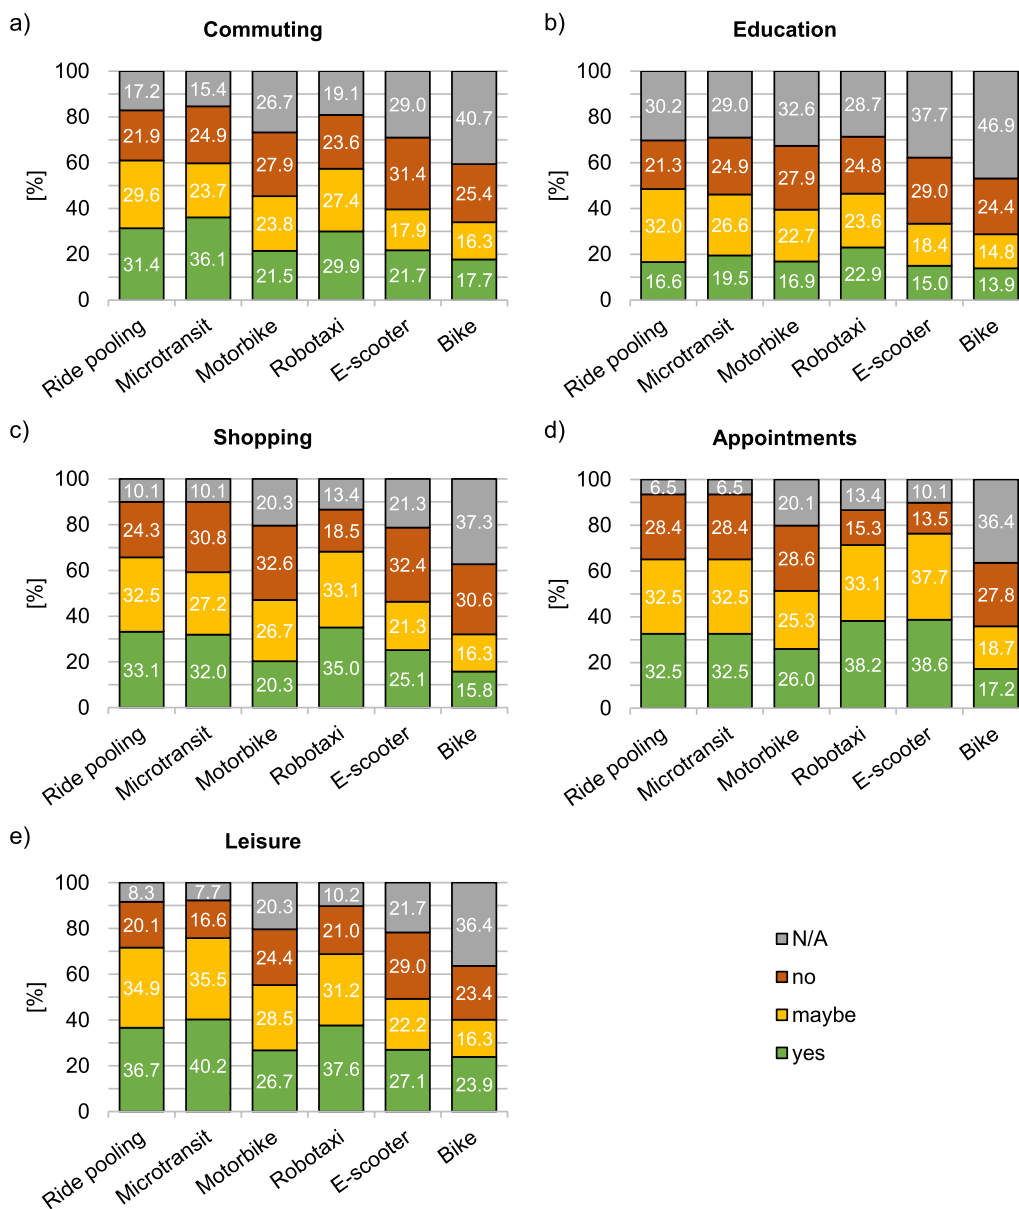 a)
Commuting
[%]
100
80
60
40
20
0
17.2 15.4 26.7 19.1 29.0 40.7
21.9 24.9 27.9 23.6 31.4 25.4
29.6 23.7 23.8 27.4 17.9 16.3
31.4 36.1 21.5 29.9 21.7 17.7
Ride pooling Microtransit Motorbike Robotaxi E-scooter Bike
b)
Education
[%]
100
80
60
40
20
0
30.2 29.0 32.6 28.7 37.7 46.9
21.3 24.9 27.9 24.8 29.0 24.4
32.0 26.6 22.7 23.6 18.4 14.8
16.6 19.5 16.9 22.9 15.0 13.9
Ride pooling Microtransit Motorbike Robotaxi E-scooter Bike
c)
Shopping
[%]
100
80
60
40
20
0
10.1 10.1 20.3 13.4 21.3 37.3
24.3 30.8 32.6 18.5 32.4 30.6
32.5 27.2 26.7 33.1 21.3 16.3
33.1 32.0 20.3 35.0 25.1 15.8
Ride pooling Microtransit Motorbike Robotaxi E-scooter Bike
d)
Appointments
[%]
100
80
60
40
20
0
6.5 6.5 20.1 13.4 10.1 36.4
28.4 28.4 28.6 15.3 13.5 27.8
32.5 32.5 25.3 33.1 37.7 18.7
32.5 32.5 26.0 38.2 38.6 17.2
Ride pooling Microtransit Motorbike Robotaxi E-scooter Bike
e)
Leisure
[%]
100
80
60
40
20
0
8.3 7.7 20.3 10.2 21.7 36.4
20.1 16.6 24.4 21.0 29.0 23.4
34.9 35.5 28.5 31.2 22.2 16.3
36.7 40.2 26.7 37.6 27.1 23.9
Ride pooling Microtransit Motorbike Robotaxi E-scooter Bike
N/A
no
maybe
yes